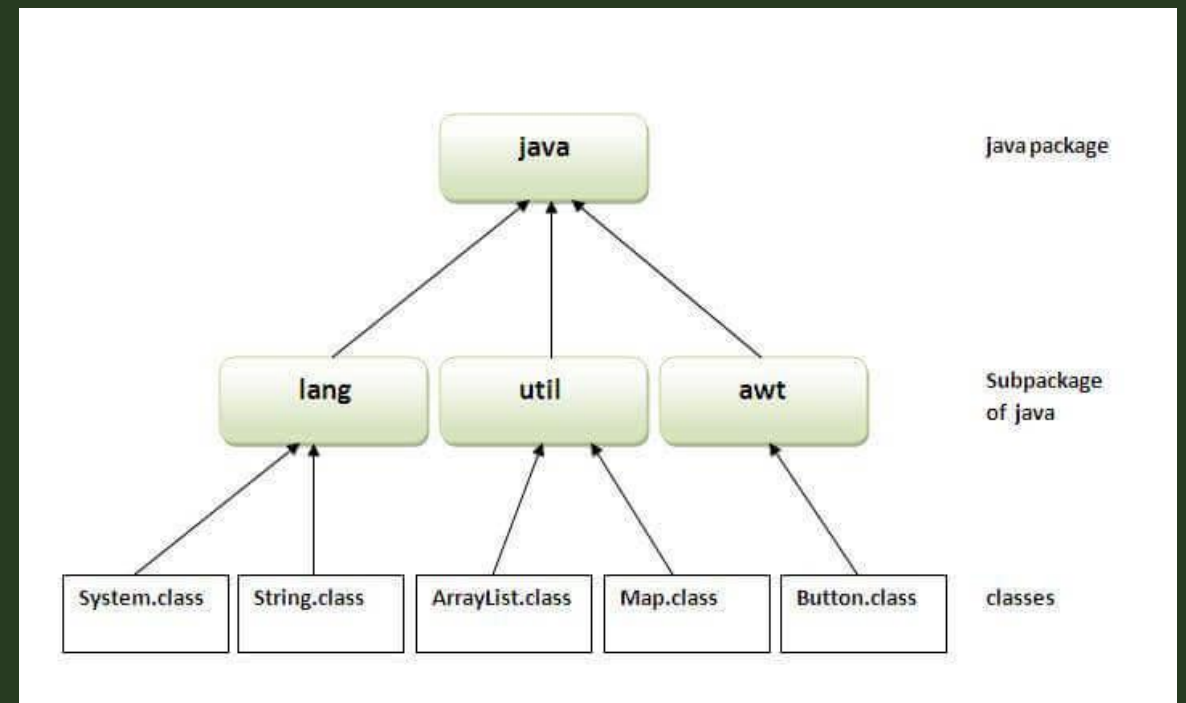 java
java package
lang
util
awt
Subpackage
of java
System.class
String.class
ArrayList.class
Map.class
Button.class
classes